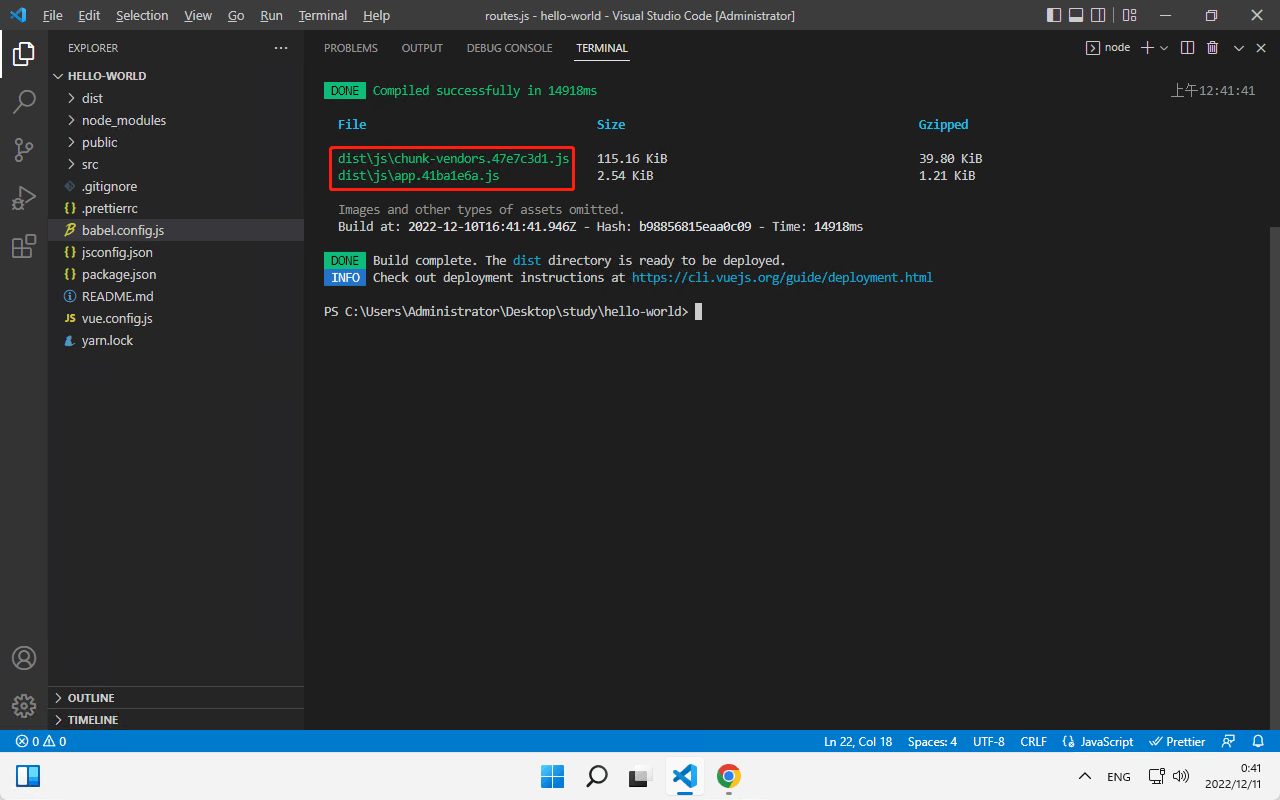 File Edit Selection View Go Run Terminal Help routes.js - hello-world - Visual Studio Code [Administrator]
EXPLORER
HELLO-WORLD
dist
node_modules
public
src
.gitignore
.prettierrc
babel.config.js
jsconfig.json
package.json
README.md
vue.config.js
yarn.lock
OUTLINE
TIMELINE
PROBLEMS OUTPUT DEBUG CONSOLE TERMINAL node
DONE Compiled successfully in 14918ms 上午12:41:41
File Size Gzipped
dist\js\chunk-vendors.47e7c3d1.js 115.16 KiB 39.80 KiB
dist\js\app.41ba1e6a.js 2.54 KiB 1.21 KiB
Images and other types of assets omitted.
Build at: 2022-12-10T16:41:41.946Z - Hash: b98856815eaa0c09 - Time: 14918ms
DONE Build complete. The dist directory is ready to be deployed.
INFO Check out deployment instructions at https://cli.vuejs.org/guide/deployment.html
PS C:\Users\Administrator\Desktop\study\hello-world>
0 0 Ln 22, Col 18 Spaces: 4 UTF-8 CRLF JavaScript Prettier
ENG 0:41
2022/12/11